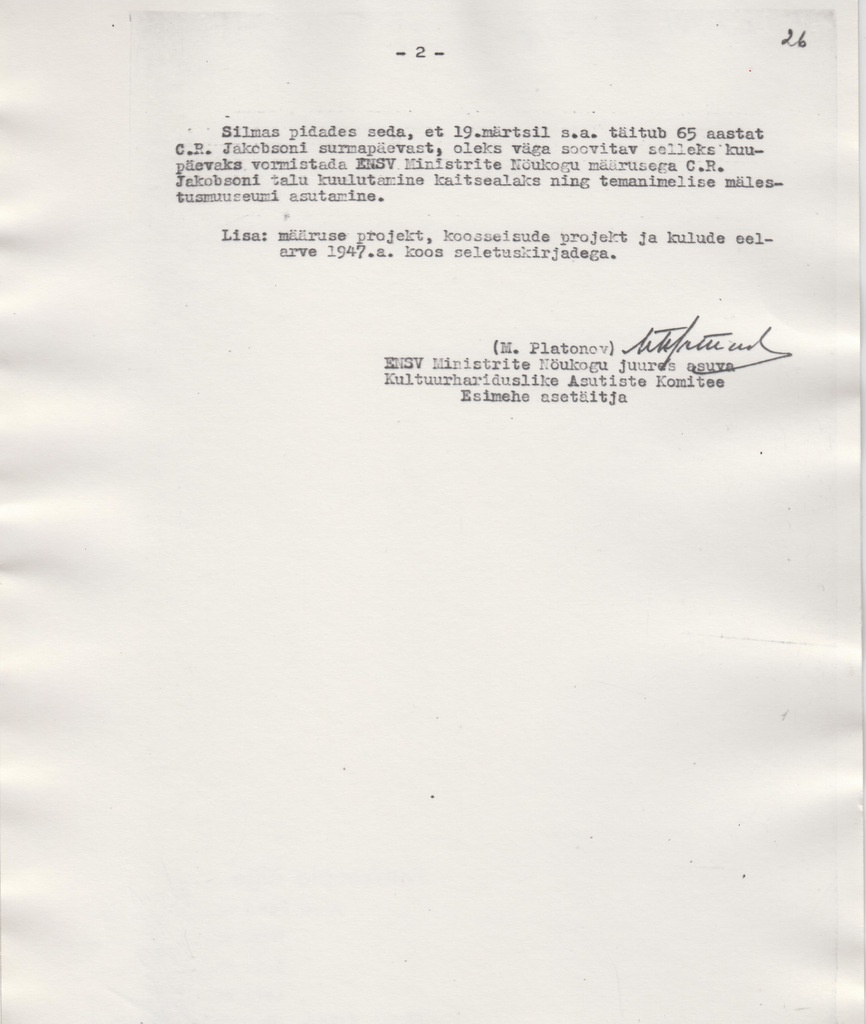 - 2 -
26
Silmas pidades seda, et 19.märtsil s.a. täitub 65 aastat
C.R. Jakobsoni surmapäevast, oleks väga soovitav selleks kuu-
päevaks vormistada ENSV Ministrite Nõukogu määrusega C.R.
Jakobsoni talu kuulutamine kaitsealaks ning temanimelise mäles-
tusmuuseumi asutamine.
Lisa: määruse projekt, koosseisude projekt ja kulude eel-
arve 1947.a. koos seletuskirjadega.
(M. Platonov)
ENSV Ministrite Nõukogu juures asuva
Kultuurhariduslike Asutiste Komitee
Esimehe asetäitja